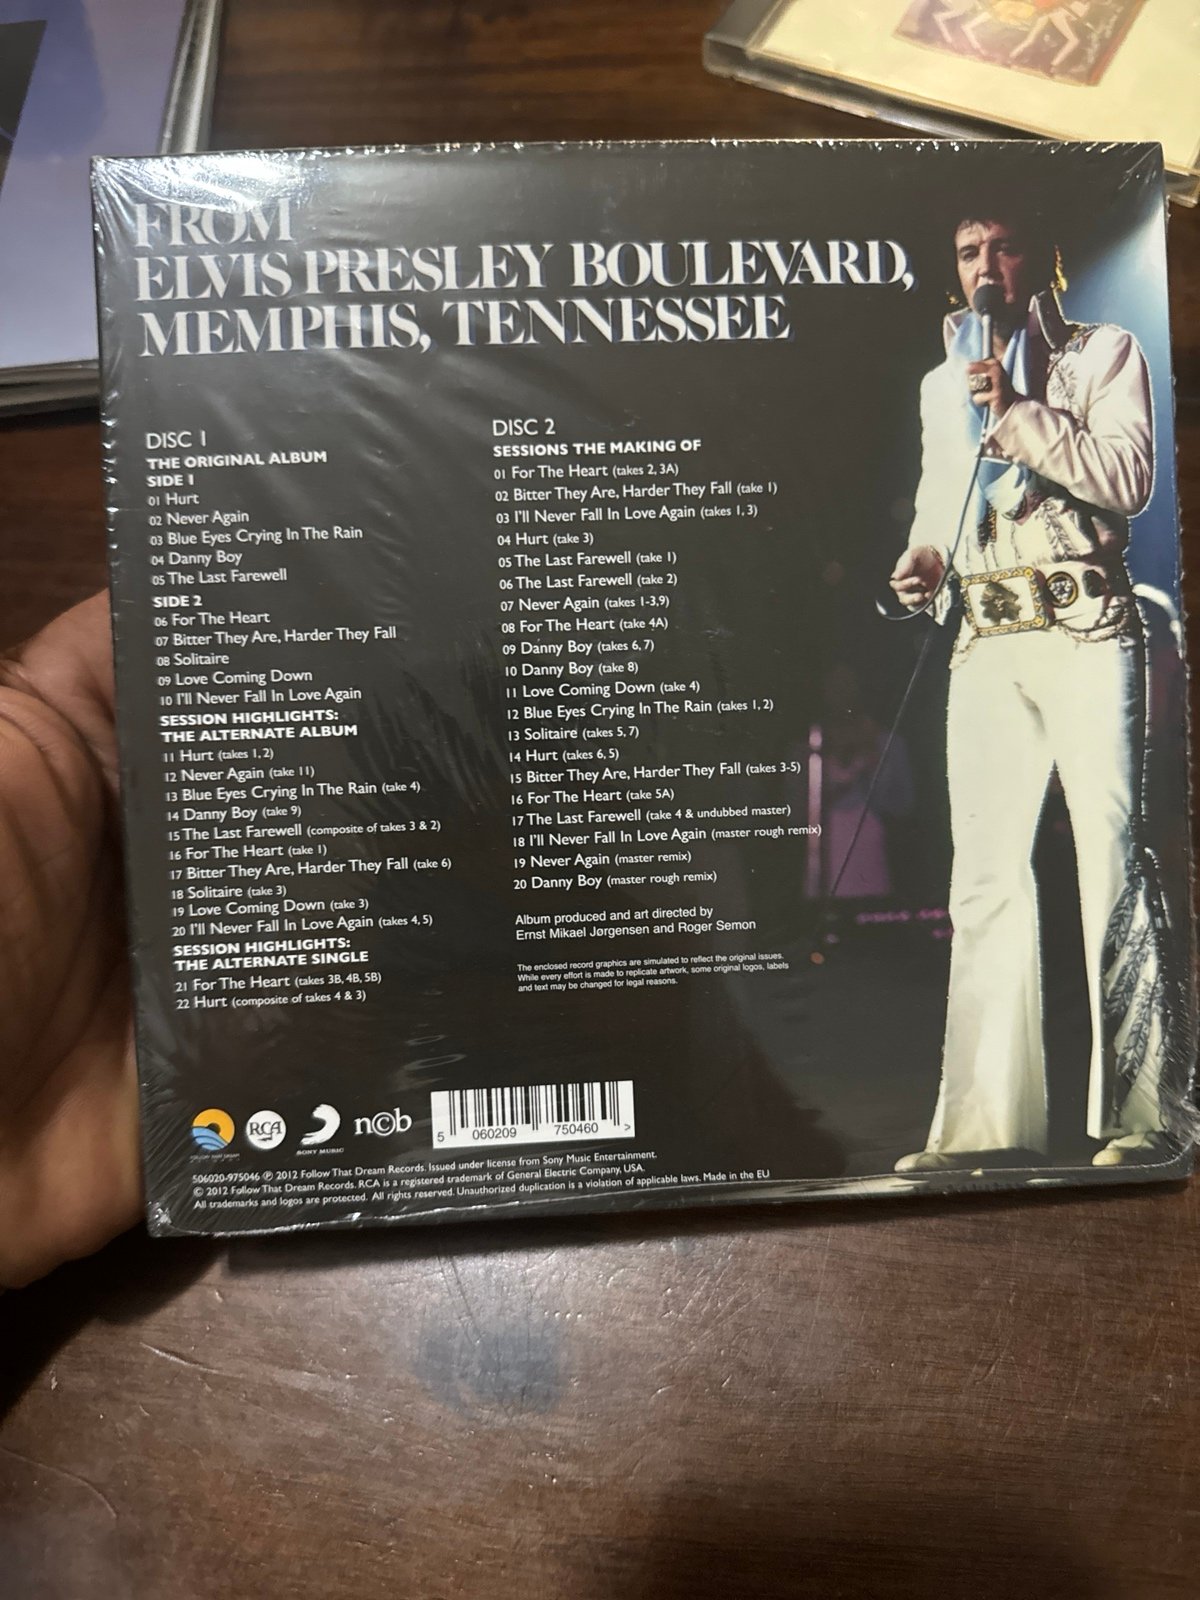 FROM
ELVIS PRESLEY BOULEVARD,
MEMPHIS, TENNESSEE
DISC 1
THE ORIGINAL ALBUM
SIDE 1
01 Hurt
02 Never Again
03 Blue Eyes Crying In The Rain
04 Danny Boy
05 The Last Farewell
SIDE 2
06 For The Heart
07 Bitter They Are, Harder They Fall
08 Solitaire
09 Love Coming Down
10 I'll Never Fall In Love Again
SESSION HIGHLIGHTS:
THE ALTERNATE ALBUM
11 Hurt (takes 1, 2)
12 Never Again (take 11)
13 Blue Eyes Crying In The Rain (take 4)
14 Danny Boy (take 9)
15 The Last Farewell (composite of takes 3 & 2)
16 For The Heart (take 1)
17 Bitter They Are, Harder They Fall (take 6)
18 Solitaire (take 3)
19 Love Coming Down (take 3)
20 I'll Never Fall In Love Again (takes 4, 5)
SESSION HIGHLIGHTS:
THE ALTERNATE SINGLE
21 For The Heart (takes 3B, 4B, 5B)
22 Hurt (composite of takes 4 & 3)
DISC 2
SESSIONS THE MAKING OF
01 For The Heart (takes 2, 3A)
02 Bitter They Are, Harder They Fall (take 1)
03 I'll Never Fall In Love Again (takes 1, 3)
04 Hurt (take 3)
05 The Last Farewell (take 1)
06 The Last Farewell (take 2)
07 Never Again (takes 1-3,9)
08 For The Heart (take 4A)
09 Danny Boy (takes 6, 7)
10 Danny Boy (take 8)
11 Love Coming Down (take 4)
12 Blue Eyes Crying In The Rain (takes 1, 2)
13 Solitaire (takes 5, 7)
14 Hurt (takes 6, 5)
15 Bitter They Are, Harder They Fall (takes 3-5)
16 For The Heart (take 5A)
17 The Last Farewell (take 4 & undubbed master)
18 I'll Never Fall In Love Again (master rough remix)
19 Never Again (master remix)
20 Danny Boy (master rough remix)
Album produced and art directed by
Ernst Mikael Jørgensen and Roger Semon
The enclosed record graphics are simulated to reflect the original issues.
While every effort is made to replicate artwork, some original logos, labels
and text may be changed for legal reasons.
FOLLOW THAT DREAM
RCA
SONY MUSIC
n©b
5 060209 750460 >
506020-975046 ℗ 2012 Follow That Dream Records. Issued under license from Sony Music Entertainment.
© 2012 Follow That Dream Records. RCA is a registered trademark of General Electric Company, USA.
All trademarks and logos are protected. All rights reserved. Unauthorized duplication is a violation of applicable laws. Made in the EU